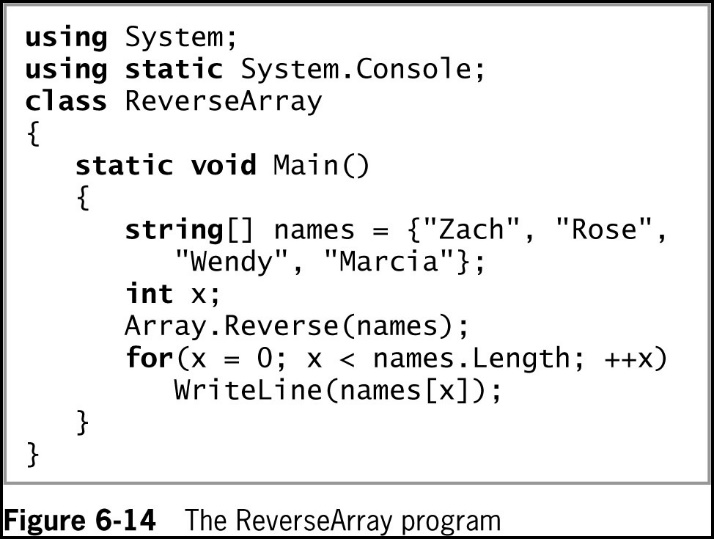 using System;
using static System.Console;
class ReverseArray
{
   static void Main()
   {
      string[] names = {"Zach", "Rose",
         "Wendy", "Marcia"};
      int x;
      Array.Reverse(names);
      for(x = 0; x < names.Length; ++x)
         WriteLine(names[x]);
   }
}
Figure 6-14 The ReverseArray program